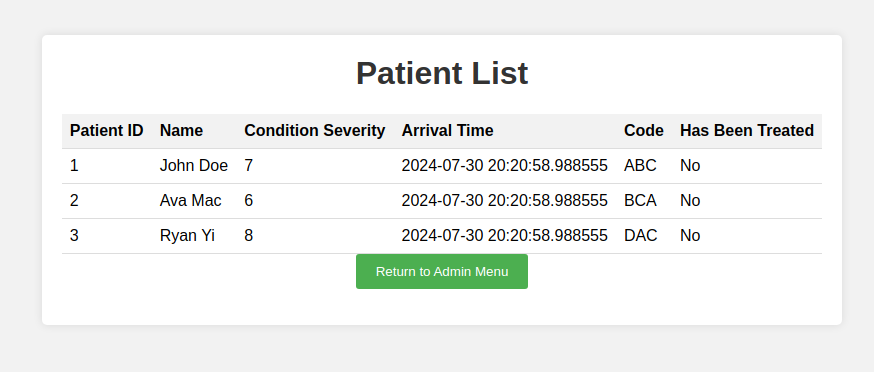 Patient List
Patient ID Name Condition Severity Arrival Time Code Has Been Treated
1 John Doe 7 2024-07-30 20:20:58.988555 ABC No
2 Ava Mac 6 2024-07-30 20:20:58.988555 BCA No
3 Ryan Yi 8 2024-07-30 20:20:58.988555 DAC No
Return to Admin Menu